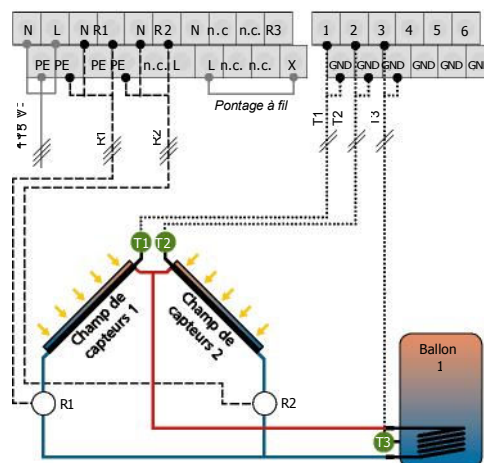 N L N R1 N R2 N n.c n.c. R3
1 2 3 4 5 6
PE PE PE PE n.c. L L n.c. n.c. X
GND GND GND GND GND GND
Pontage à fil
115 V~
R1
R2
T1
T2
T3
T1 T2
Champ de
capteurs 1
Champ de
capteurs 2
Ballon
1
R1
R2
T3